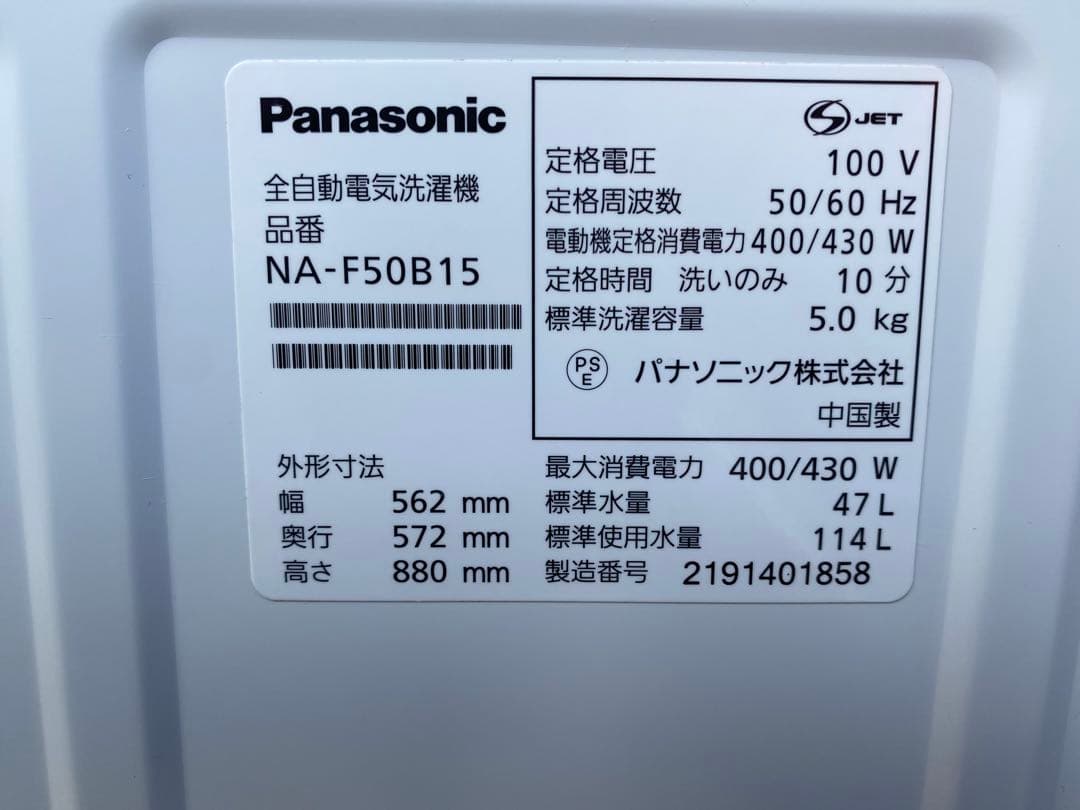 Panasonic
全自動電気洗濯機
品番
NA-F50B15
JET
定格電圧 100 V
定格周波数 50/60 Hz
電動機定格消費電力 400/430 W
定格時間 洗いのみ 10 分
標準洗濯容量 5.0 kg
PS
E
パナソニック株式会社
中国製
外形寸法
幅 562 mm
奥行 572 mm
高さ 880 mm
最大消費電力 400/430 W
標準水量 47 L
標準使用水量 114 L
製造番号 2191401858